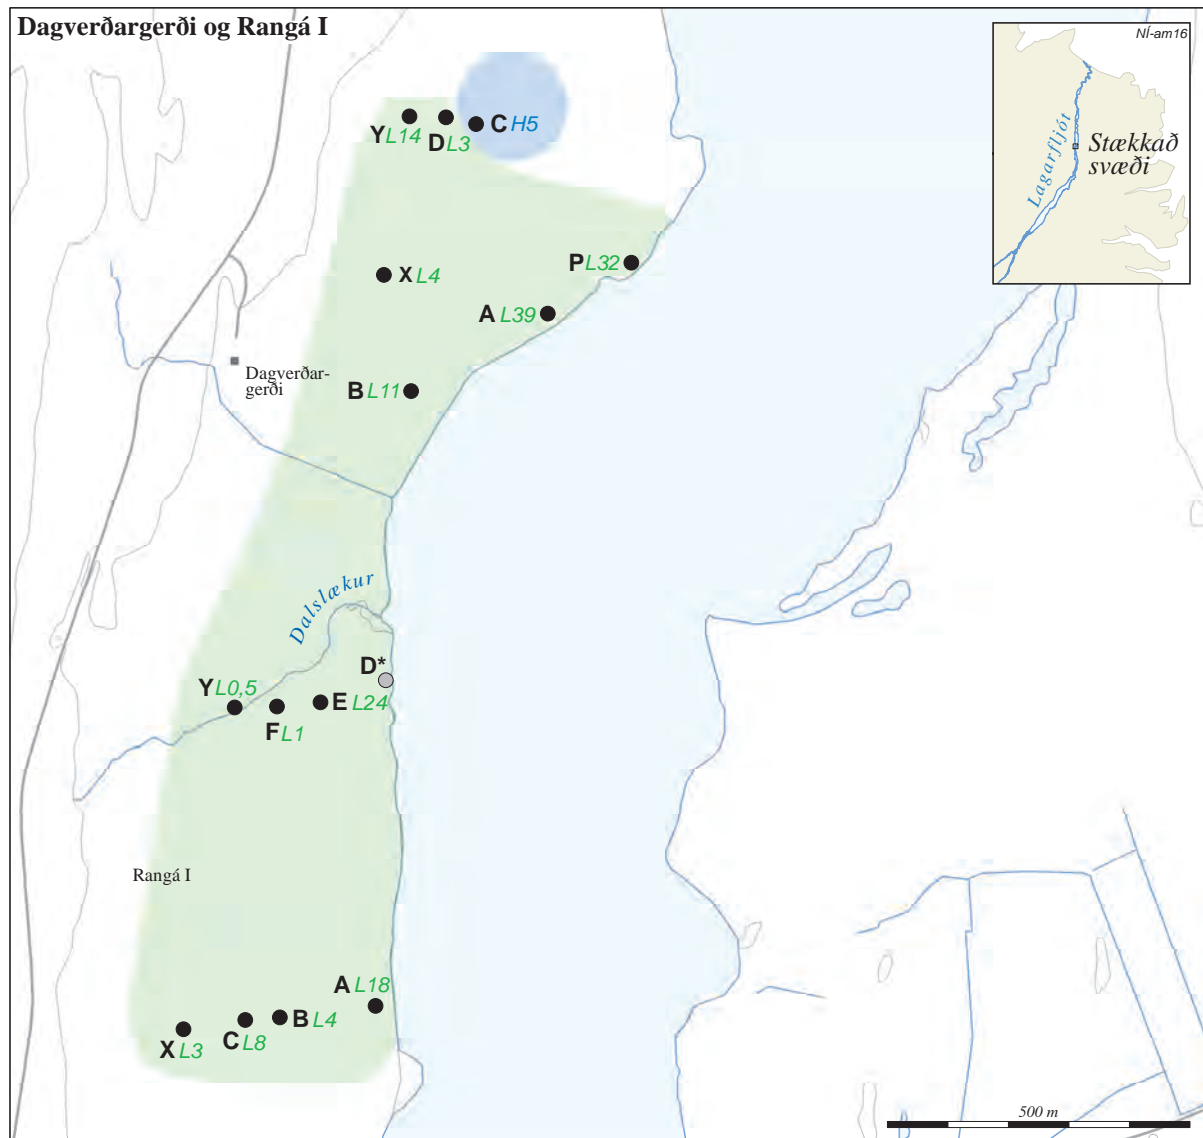 Dagverðargerði og Rangá I
NÍ-am16
Lagarfljót
Stækkað
svæði
Y L14
D L3
C H5
P L32
X L4
A L39
Dagverðar-
gerði
B L11
Dalslækur
D*
Y L0,5
E L24
F L1
Rangá I
A L18
B L4
C L8
X L3
500 m